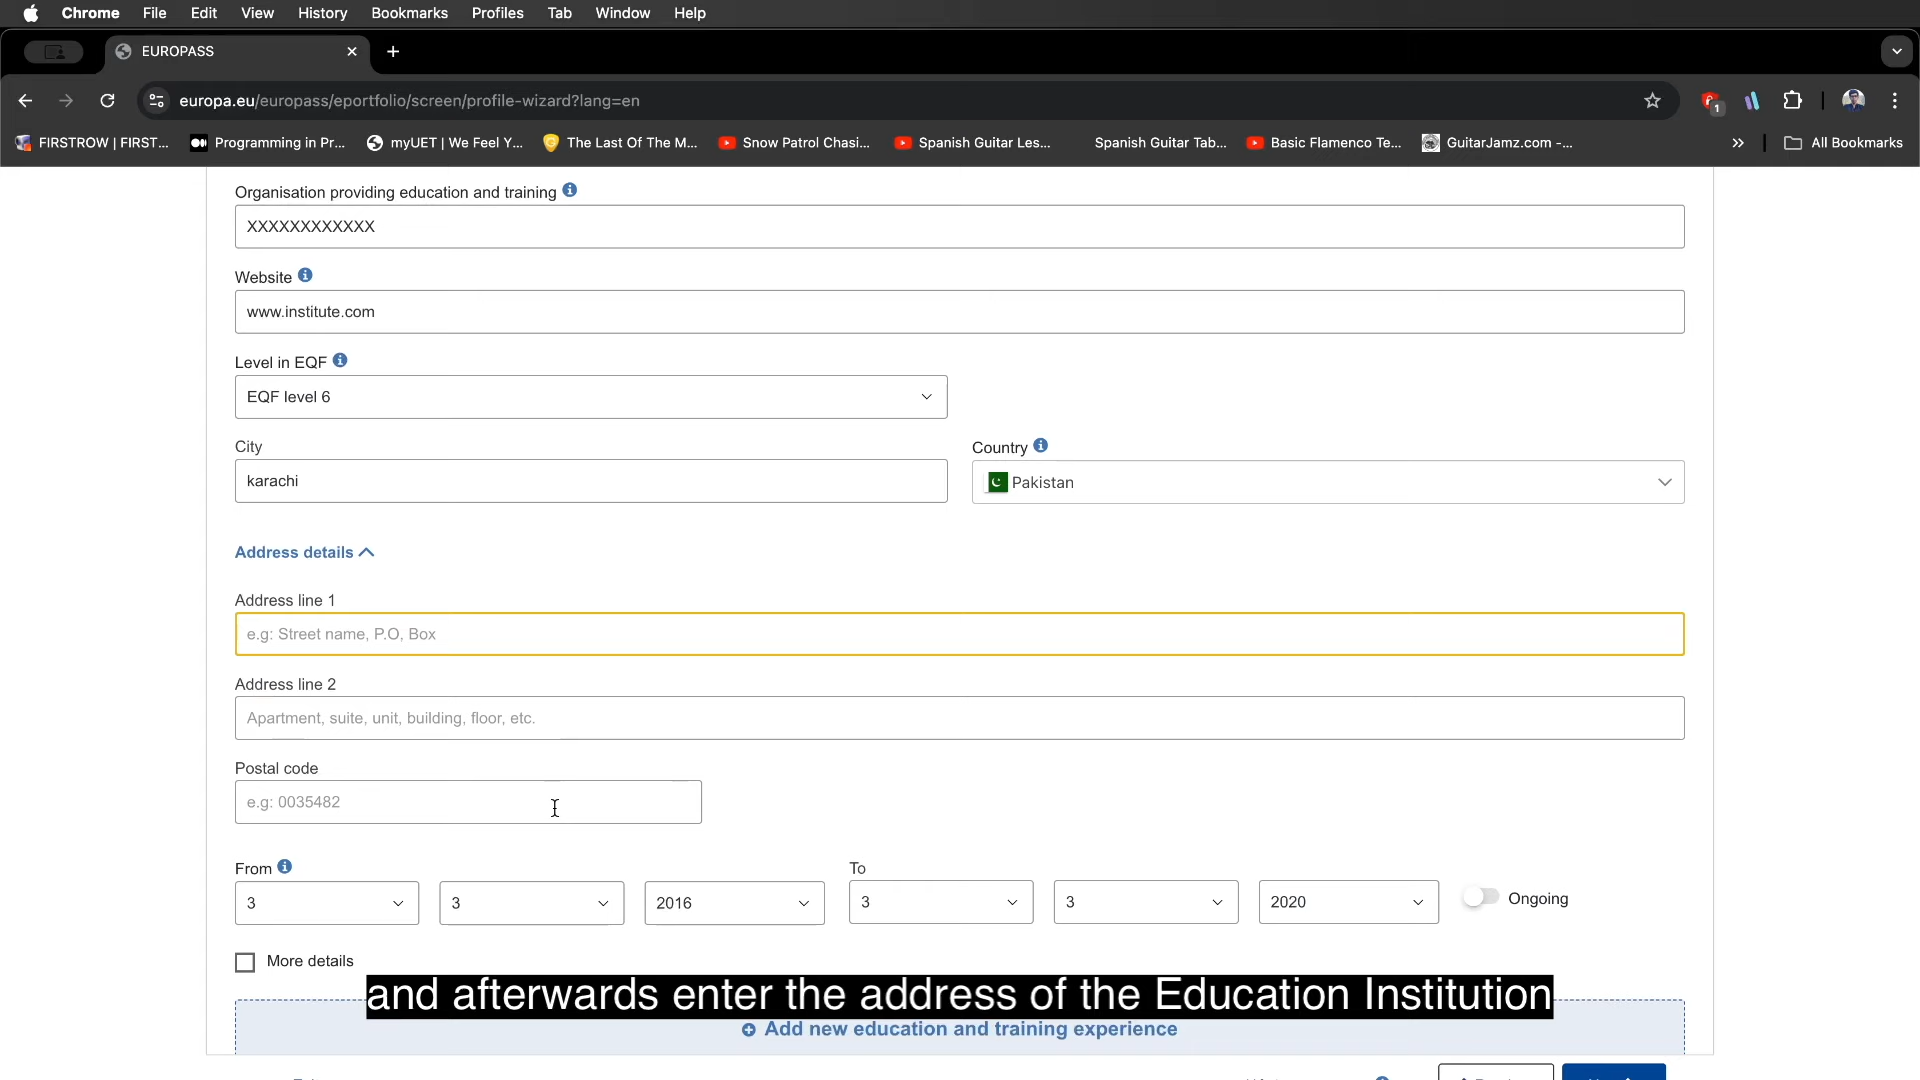 Chrome File Edit View History Bookmarks Profiles Tab Window Help
EUROPASS
europa.eu/europass/eportfolio/screen/profile-wizard?lang=en
1
FIRSTROW | FIRST... Programming in Pr... myUET | We Feel Y... The Last Of The M... Snow Patrol Chasi... Spanish Guitar Les... Spanish Guitar Tab... Basic Flamenco Te... GuitarJamz.com -... All Bookmarks
Organisation providing education and training
XXXXXXXXXXXX
Website
www.institute.com
Level in EQF
EQF level 6
City
Country
karachi
Pakistan
Address details
Address line 1
e.g: Street name, P.O, Box
Address line 2
Apartment, suite, unit, building, floor, etc.
Postal code
e.g: 0035482
From
To
3 3 2016 3 3 2020 Ongoing
More details
and afterwards enter the address of the Education Institution
Add new education and training experience